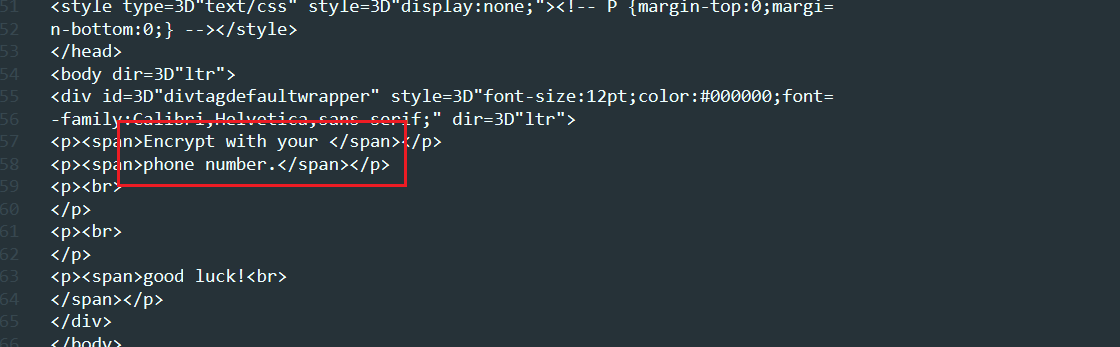 51 <style type=3D"text/css" style=3D"display:none;"><!-- P {margin-top:0;margi=
52 n-bottom:0;} --></style>
53 </head>
54 <body dir=3D"ltr">
55 <div id=3D"divtagdefaultwrapper" style=3D"font-size:12pt;color:#000000;font=
56 -family:Calibri,Helvetica,sans-serif;" dir=3D"ltr">
57 <p><span>Encrypt with your </span></p>
58 <p><span>phone number.</span></p>
59 <p><br>
60 </p>
61 <p><br>
62 </p>
63 <p><span>good luck!<br>
64 </span></p>
65 </div>
66 </body>